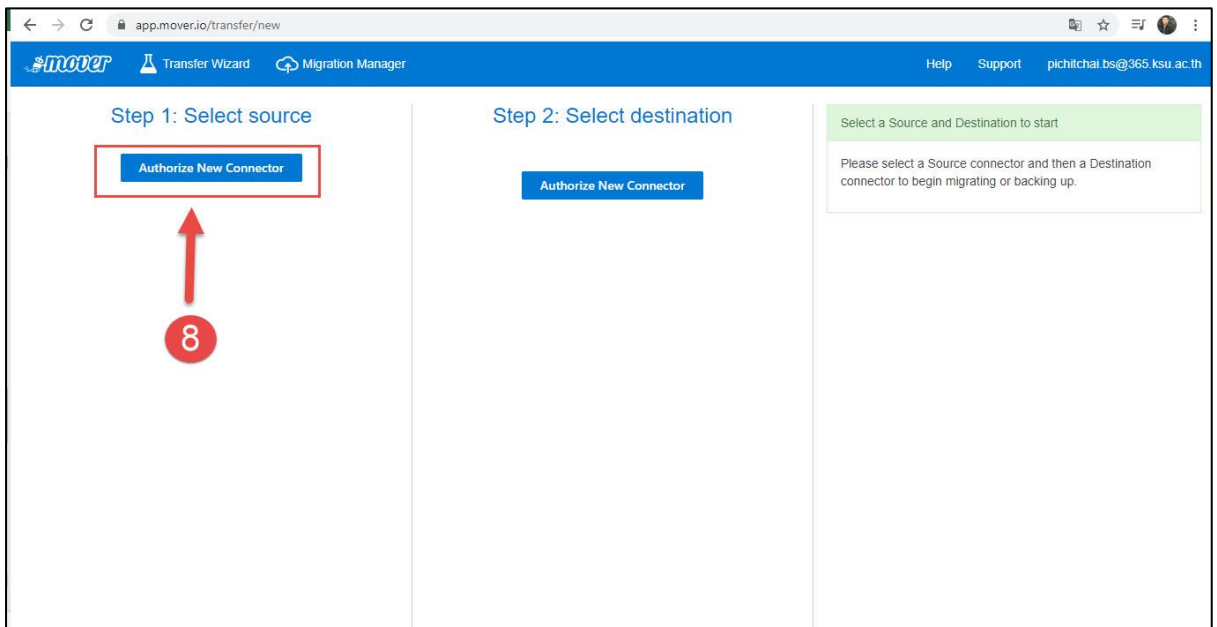 app.mover.io/transfer/new
mover Transfer Wizard Migration Manager Help Support pichitchai.bs@365.ksu.ac.th
Step 1: Select source
Authorize New Connector
8
Step 2: Select destination
Authorize New Connector
Select a Source and Destination to start
Please select a Source connector and then a Destination
connector to begin migrating or backing up.